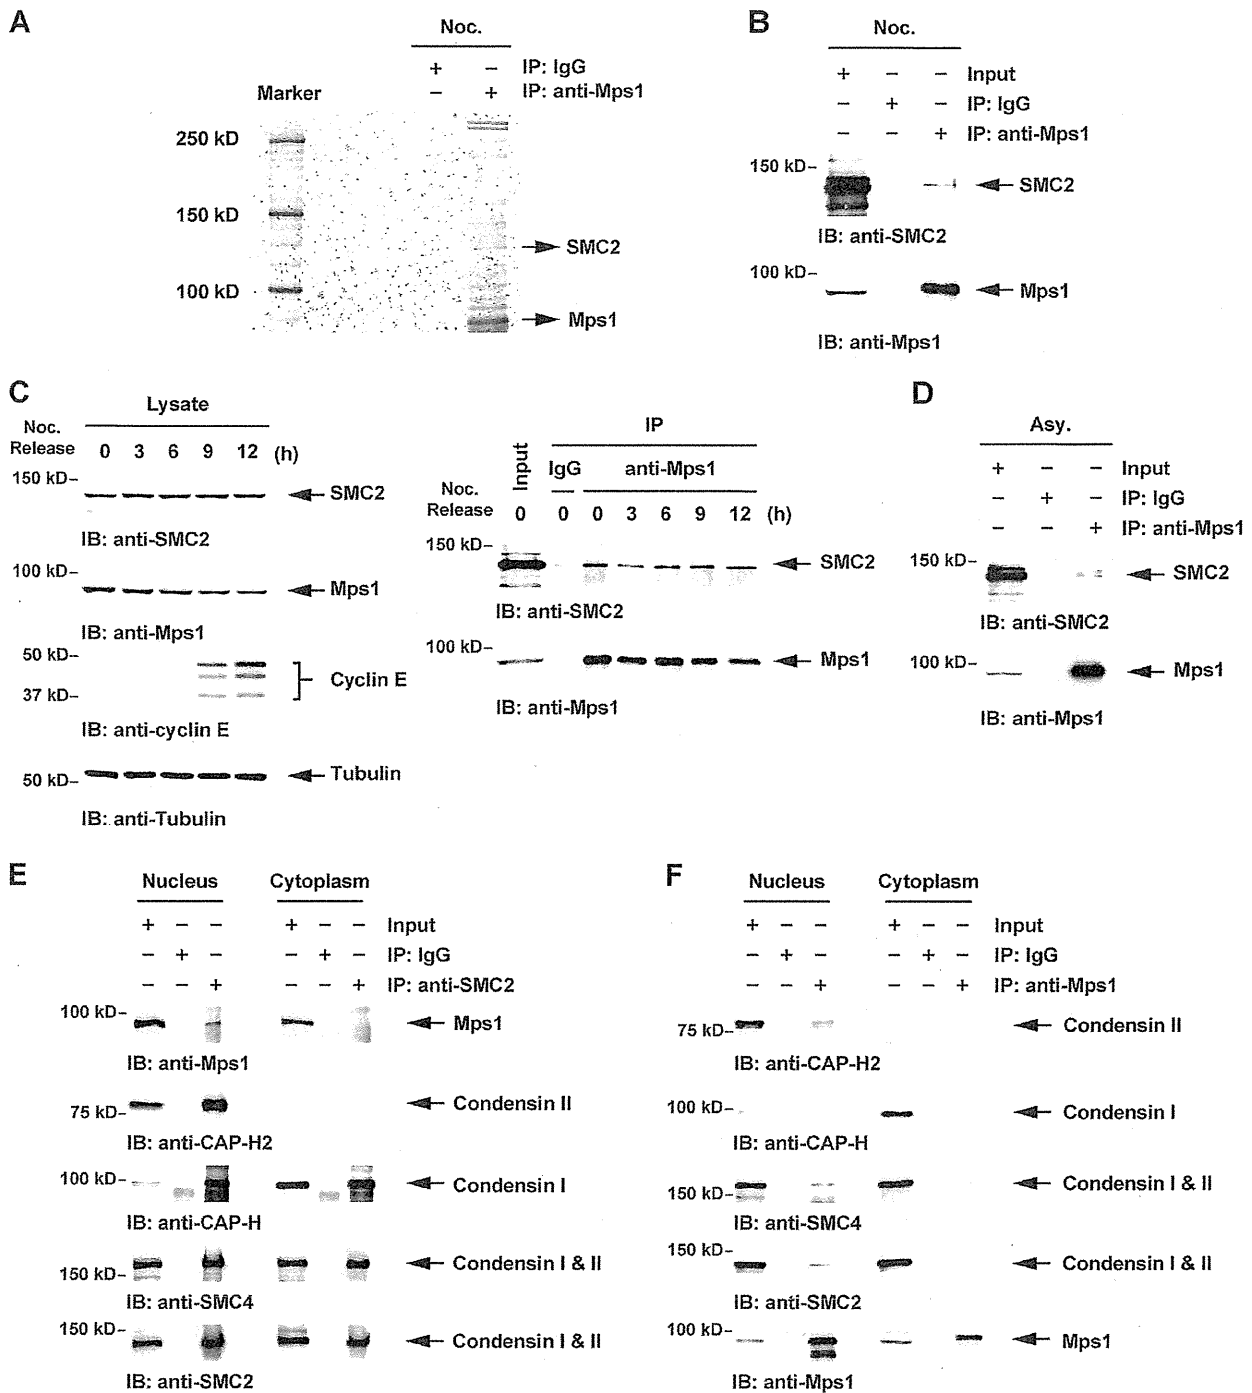 A
Noc.
+ − IP: IgG
− + IP: anti-Mps1
Marker
250 kD
150 kD
SMC2
100 kD
Mps1
B
Noc.
+ − − Input
− + − IP: IgG
− − + IP: anti-Mps1
150 kD–
SMC2
IB: anti-SMC2
100 kD–
Mps1
IB: anti-Mps1
C
Lysate
Noc.
Release
0 3 6 9 12 (h)
150 kD–
SMC2
IB: anti-SMC2
100 kD–
Mps1
IB: anti-Mps1
50 kD–
Cyclin E
37 kD–
IB: anti-cyclin E
50 kD–
Tubulin
IB: anti-Tubulin
IP
Input
IgG anti-Mps1
Noc.
Release
0 0 0 3 6 9 12 (h)
150 kD–
SMC2
IB: anti-SMC2
100 kD–
Mps1
IB: anti-Mps1
D
Asy.
+ − − Input
− + − IP: IgG
− − + IP: anti-Mps1
150 kD–
SMC2
IB: anti-SMC2
100 kD–
Mps1
IB: anti-Mps1
E
Nucleus Cytoplasm
+ − − + − − Input
− + − − + − IP: IgG
− − + − − + IP: anti-SMC2
100 kD–
Mps1
IB: anti-Mps1
75 kD–
Condensin II
IB: anti-CAP-H2
100 kD–
Condensin I
IB: anti-CAP-H
150 kD–
Condensin I & II
IB: anti-SMC4
150 kD–
Condensin I & II
IB: anti-SMC2
F
Nucleus Cytoplasm
+ − − + − − Input
− + − − + − IP: IgG
− − + − − + IP: anti-Mps1
75 kD–
Condensin II
IB: anti-CAP-H2
100 kD–
Condensin I
IB: anti-CAP-H
150 kD–
Condensin I & II
IB: anti-SMC4
150 kD–
Condensin I & II
IB: anti-SMC2
100 kD–
Mps1
IB: anti-Mps1